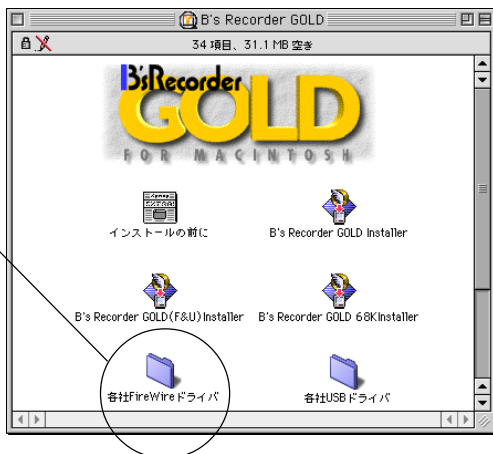 B's Recorder GOLD
34 項目、31.1 MB 空き
B'sRecorder
GOLD
FOR MACINTOSH
インストールの前に
B's Recorder GOLD Installer
B's Recorder GOLD(F&U)Installer
B's Recorder GOLD 68KInstaller
各社FireWireドライバ
各社USBドライバ